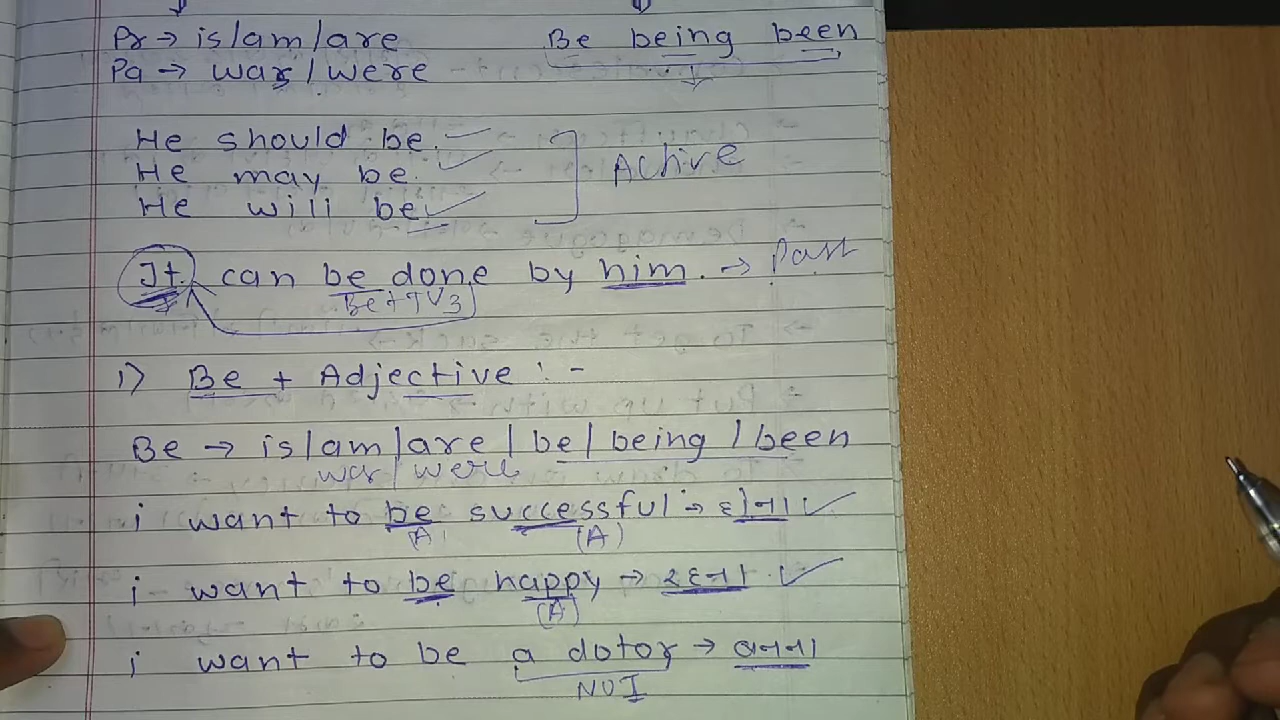 Pr → is/am/are Be being been
Pa → was/were
He should be.
He may be.
He will be.
Active
It can be done by him. → Pass
Be + V3
1) Be + Adjective :-
Be → is/am/are/be/being/been
was/were
i want to be successful → होना
(A) (A)
i want to be happy → रहना
(A)
i want to be a dotor → बनना